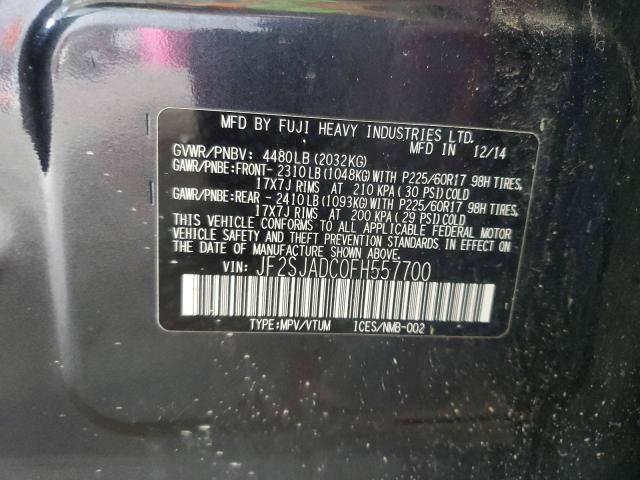 MFD BY FUJI HEAVY INDUSTRIES LTD.
MFD IN 12/14
GVWR/PNBV: 4480LB(2032KG)
GAWR/PNBE:FRONT- 2310LB(1048KG)WITH P225/60R17 98H TIRES,
17X7J RIMS AT 210 KPA(30 PSI)COLD
GAWR/PNBE:REAR - 2410LB(1093KG)WITH P225/60R17 98H TIRES,
17X7J RIMS AT 200 KPA(29 PSI)COLD
THIS VEHICLE CONFORMS TO ALL APPLICABLE FEDERAL MOTOR
VEHICLE SAFETY AND THEFT PREVENTION STANDARDS IN EFFECT ON
THE DATE OF MANUFACTURE SHOWN ABOVE.
VIN: JF2SJADC0FH557700
TYPE:MPV/VTUM ICES/NMB-002